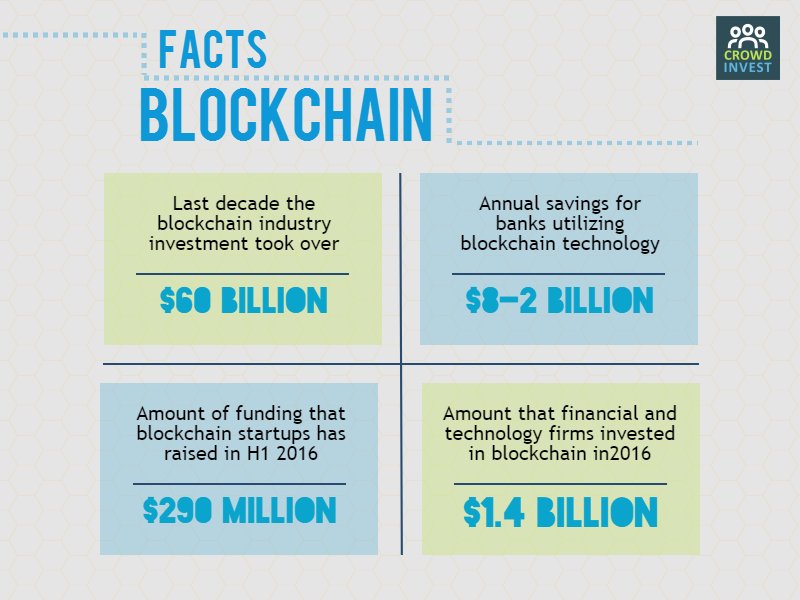 FACTS
BLOCKCHAIN
CROWD
INVEST
Last decade the
blockchain industry
investment took over
$60 BILLION
Annual savings for
banks utilizing
blockchain technology
$8-2 BILLION
Amount of funding that
blockchain startups has
raised in H1 2016
$290 MILLION
Amount that financial and
technology firms invested
in blockchain in2016
$1.4 BILLION